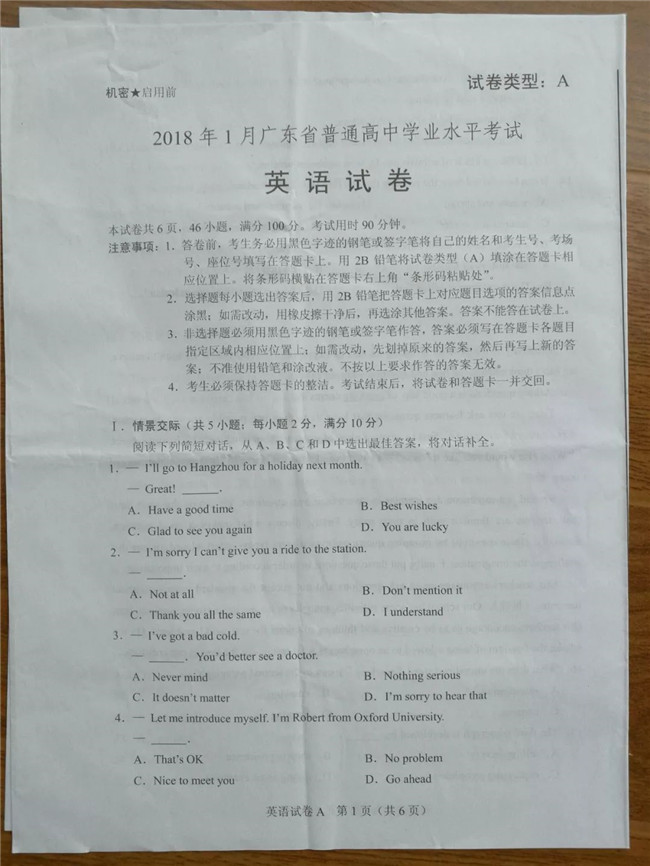 机密★启用前
试卷类型：A
2018 年 1 月广东省普通高中学业水平考试
英 语 试 卷
本试卷共 6 页，46 小题，满分 100 分。考试用时 90 分钟。
注意事项：1．答卷前，考生务必用黑色字迹的钢笔或签字笔将自己的姓名和考生号、考场
号、座位号填写在答题卡上。用 2B 铅笔将试卷类型（A）填涂在答题卡相
应位置上。将条形码横贴在答题卡右上角“条形码粘贴处”。
2．选择题每小题选出答案后，用 2B 铅笔把答题卡上对应题目选项的答案信息点
涂黑；如需改动，用橡皮擦干净后，再选涂其他答案。答案不能答在试卷上。
3．非选择题必须用黑色字迹的钢笔或签字笔作答，答案必须写在答题卡各题目
指定区域内相应位置上；如需改动，先划掉原来的答案，然后再写上新的答
案；不准使用铅笔和涂改液。不按以上要求作答的答案无效。
4．考生必须保持答题卡的整洁。考试结束后，将试卷和答题卡一并交回。
Ⅰ．情景交际（共 5 小题；每小题 2 分，满分 10 分）
阅读下列简短对话，从 A、B、C 和 D 中选出最佳答案，将对话补全。
1．— I'll go to Hangzhou for a holiday next month.
— Great! ______.
A．Have a good time B．Best wishes
C．Glad to see you again D．You are lucky
2．— I'm sorry I can't give you a ride to the station.
— ______.
A．Not at all B．Don't mention it
C．Thank you all the same D．I understand
3．— I've got a bad cold.
— ______. You'd better see a doctor.
A．Never mind B．Nothing serious
C．It doesn't matter D．I'm sorry to hear that
4．— Let me introduce myself. I'm Robert from Oxford University.
— ______.
A．That's OK B．No problem
C．Nice to meet you D．Go ahead
英语试卷 A 第 1 页（共 6 页）